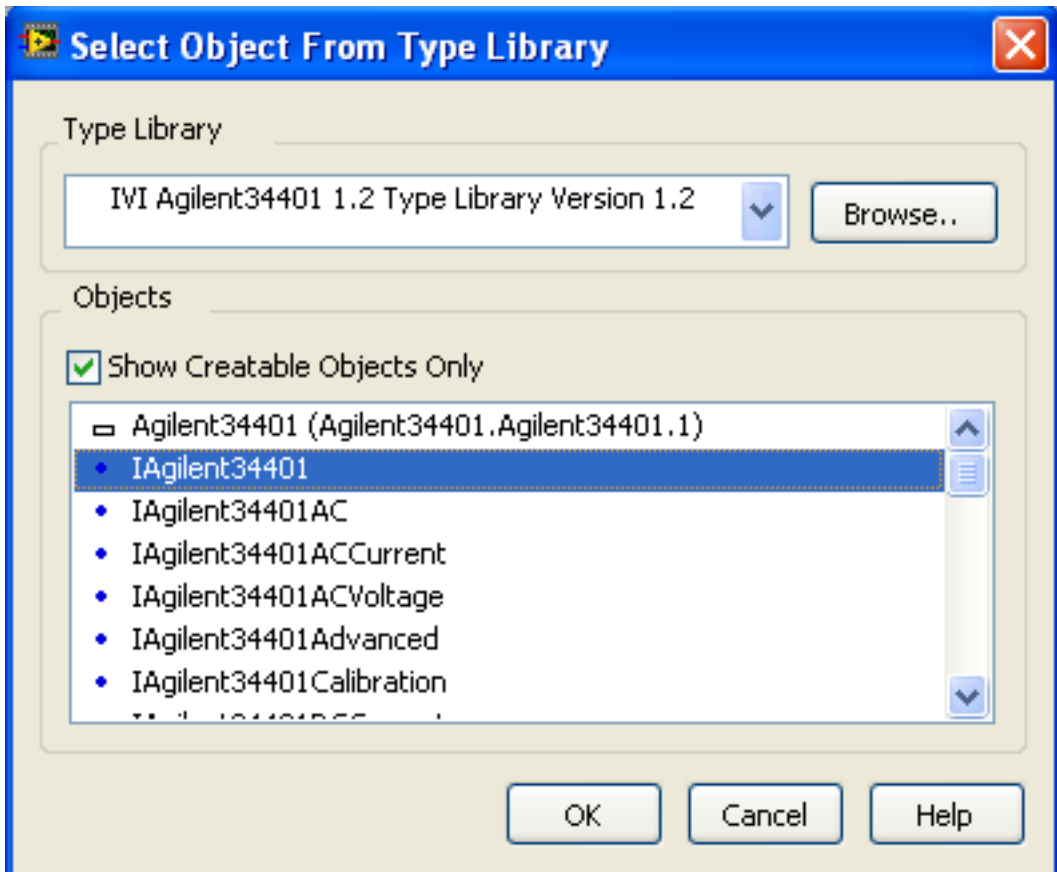 Select Object From Type Library
Type Library
IVI Agilent34401 1.2 Type Library Version 1.2
Browse..
Objects
Show Creatable Objects Only
Agilent34401 (Agilent34401.Agilent34401.1)
IAgilent34401
IAgilent34401AC
IAgilent34401ACCurrent
IAgilent34401ACVoltage
IAgilent34401Advanced
IAgilent34401Calibration
OK
Cancel
Help